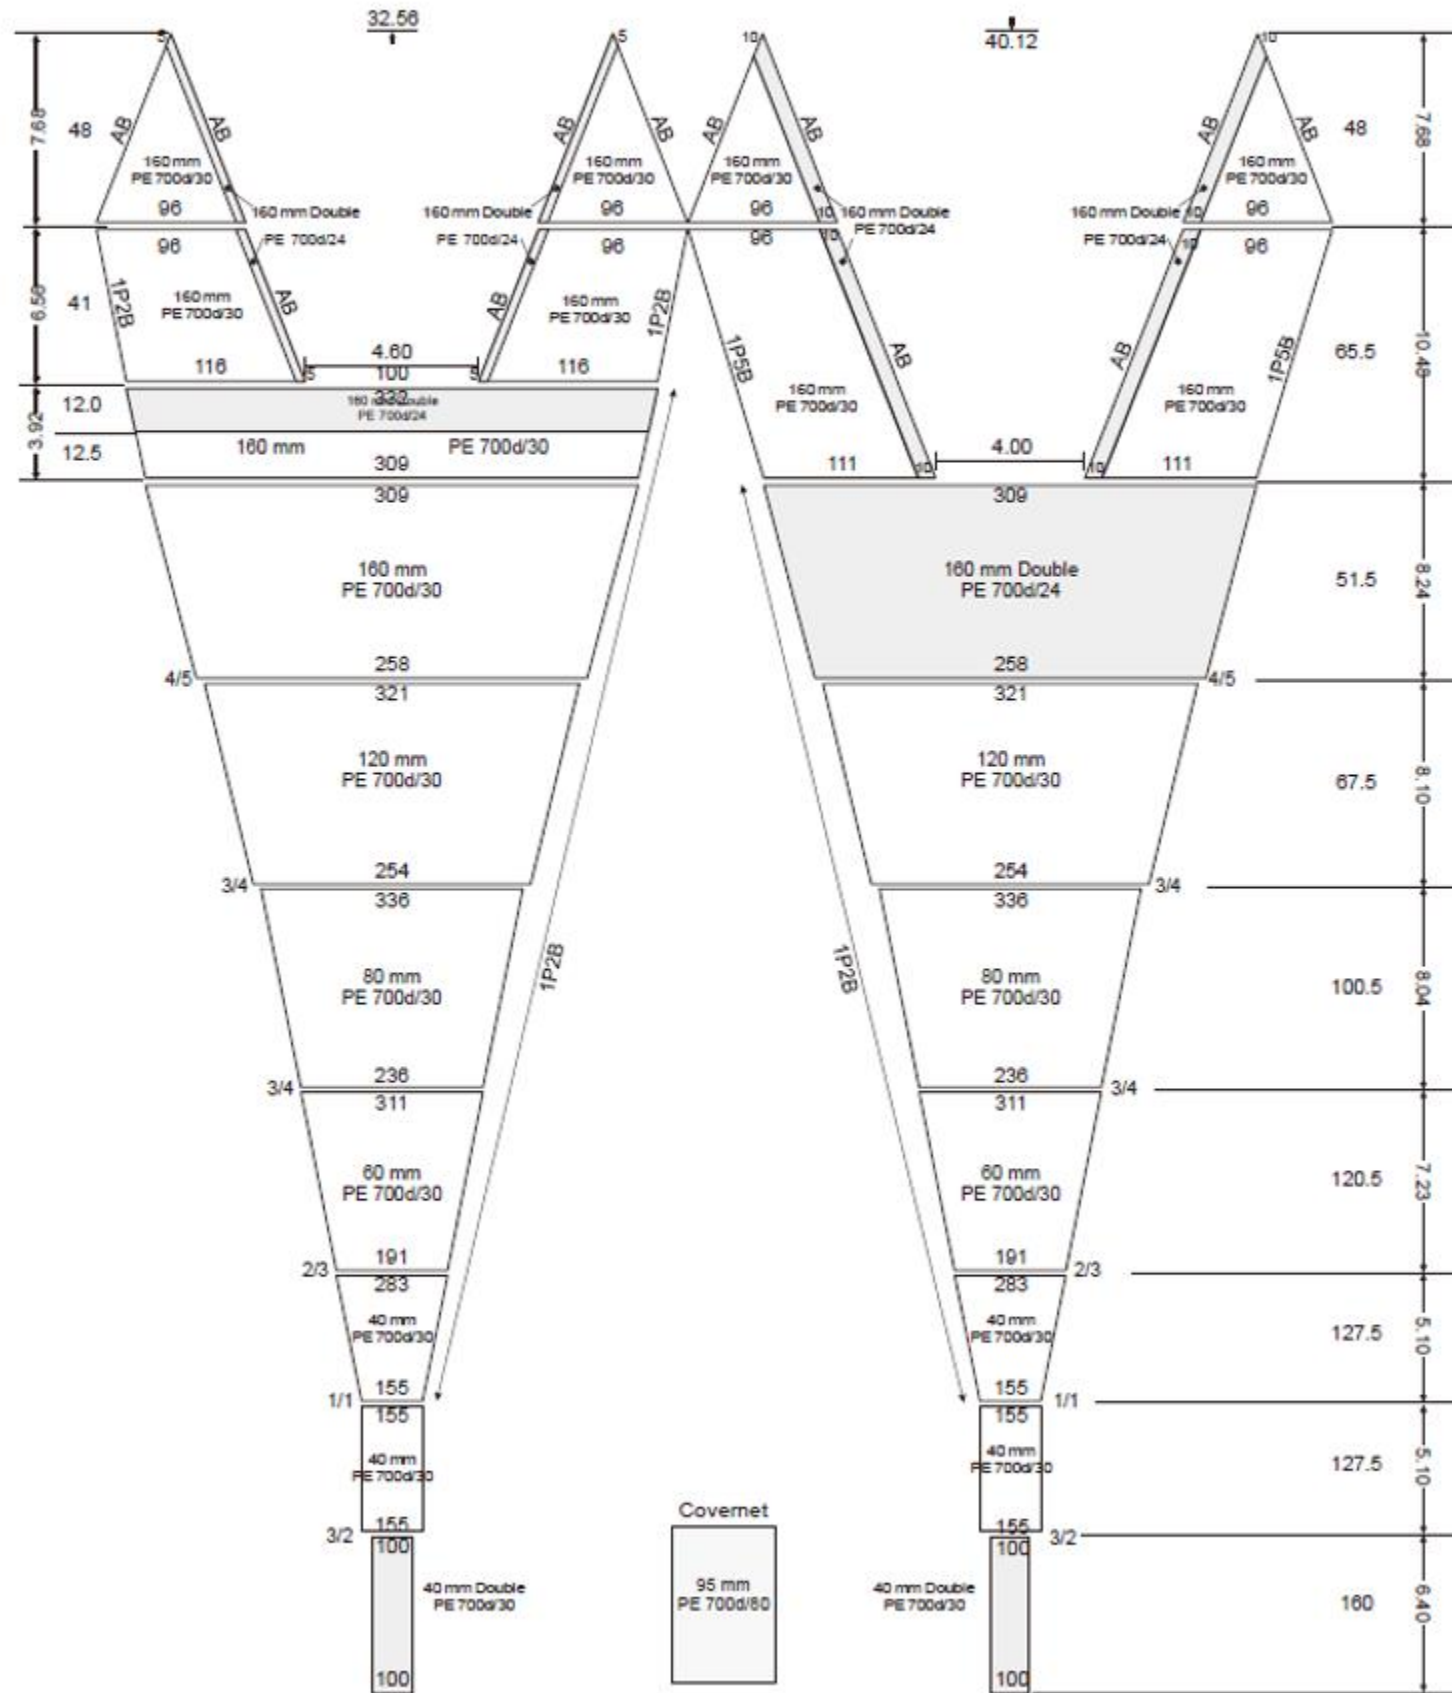 32.56
40.12
5
5
10
10
7.68
48
AB
AB
AB
AB
AB
AB
AB
AB
48
7.68
160 mm
PE 700d/30
160 mm
PE 700d/30
160 mm
PE 700d/30
160 mm
PE 700d/30
96
160 mm Double
160 mm Double
96
96
10
160 mm Double
160 mm Double
10
96
96
PE 700d/24
PE 700d/24
96
96
10
PE 700d/24
PE 700d/24
10
96
6.56
41
1P2B
160 mm
PE 700d/30
AB
AB
160 mm
PE 700d/30
1P2B
1P5B
AB
AB
1P5B
65.5
10.48
116
5
4.60
100
5
116
160 mm
PE 700d/30
160 mm
PE 700d/30
3.92
12.0
332
160 mm Double
PE 700d/24
12.5
160 mm
PE 700d/30
309
111
10
4.00
10
111
309
309
160 mm
PE 700d/30
160 mm Double
PE 700d/24
51.5
8.24
258
258
4/5
4/5
321
321
120 mm
PE 700d/30
120 mm
PE 700d/30
67.5
8.10
254
254
3/4
3/4
336
336
1P2B
1P2B
80 mm
PE 700d/30
80 mm
PE 700d/30
100.5
8.04
236
236
3/4
3/4
311
311
60 mm
PE 700d/30
60 mm
PE 700d/30
120.5
7.23
191
191
2/3
2/3
283
283
40 mm
PE 700d/30
40 mm
PE 700d/30
127.5
5.10
155
155
1/1
1/1
155
155
40 mm
PE 700d/30
40 mm
PE 700d/30
127.5
5.10
155
155
3/2
3/2
100
100
Covernet
40 mm Double
PE 700d/30
95 mm
PE 700d/80
40 mm Double
PE 700d/30
160
6.40
100
100